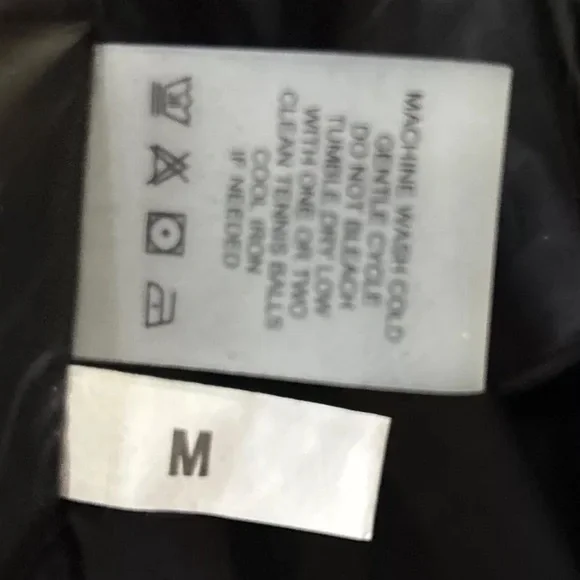 MACHINE WASH COLD
GENTLE CYCLE
DO NOT BLEACH
TUMBLE DRY LOW
WITH ONE OR TWO
CLEAN TENNIS BALLS
COOL IRON
IF NEEDED
M